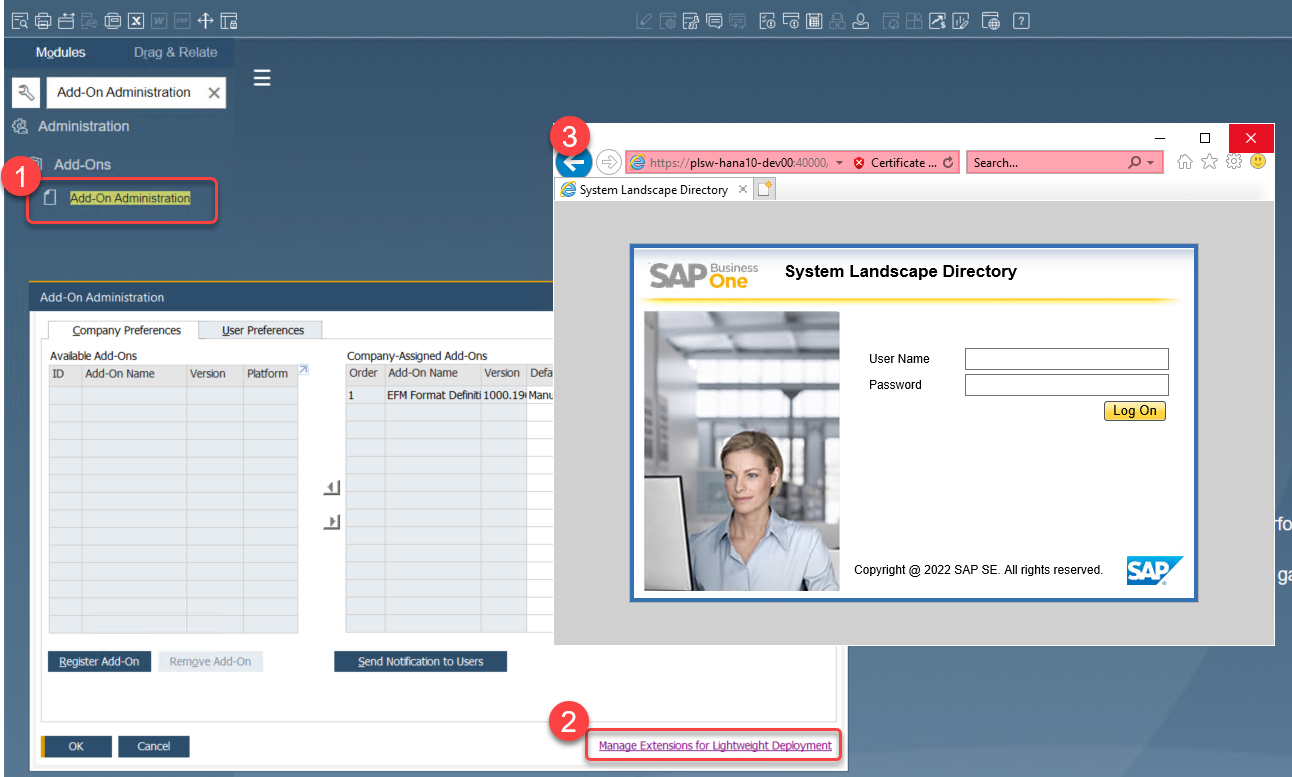 Modules
Drag & Relate
Add-On Administration
Administration
Add-Ons
1
Add-On Administration
3
https://plsw-hana10-dev00:40000/
Certificate ...
Search...
System Landscape Directory
SAP Business One
System Landscape Directory
User Name
Password
Log On
Copyright @ 2022 SAP SE. All rights reserved.
SAP
Add-On Administration
Company Preferences
User Preferences
Available Add-Ons
ID Add-On Name Version Platform
Company-Assigned Add-Ons
Order Add-On Name Version Defa
1 EFM Format Definiti 1000.190 Manu
Register Add-On
Remove Add-On
Send Notification to Users
2
OK
Cancel
Manage Extensions for Lightweight Deployment
rfo
ga